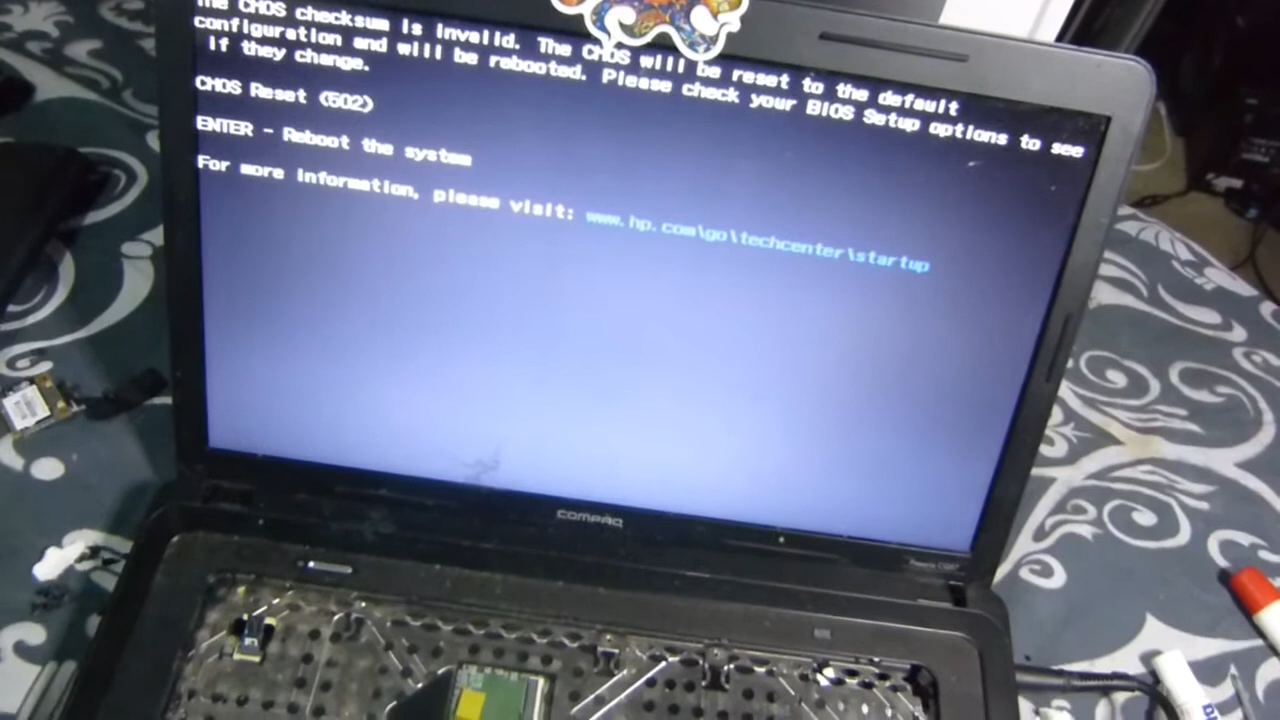 The CMOS checksum is invalid. The CMOS will be reset to the default
configuration and will be rebooted. Please check your BIOS Setup options to see
if they change.
CMOS Reset (502)
ENTER - Reboot the system
For more information, please visit: www.hp.com\go\techcenter\startup
COMPAQ